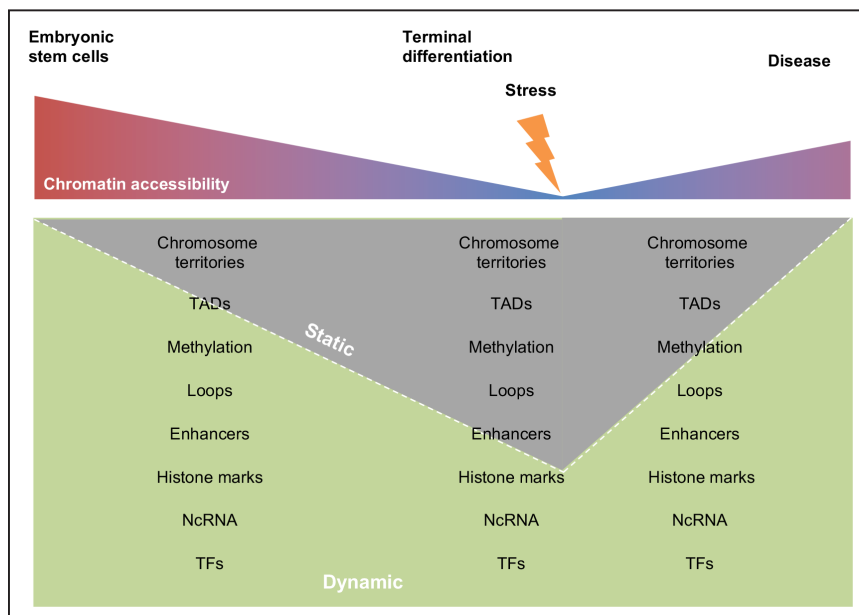 Embryonic
stem cells
Terminal
differentiation
Disease
Stress
Chromatin accessibility
Chromosome
territories
Chromosome
territories
Chromosome
territories
TADs
TADs
TADs
Static
Methylation
Methylation
Methylation
Loops
Loops
Loops
Enhancers
Enhancers
Enhancers
Histone marks
Histone marks
Histone marks
NcRNA
NcRNA
NcRNA
TFs
TFs
TFs
Dynamic